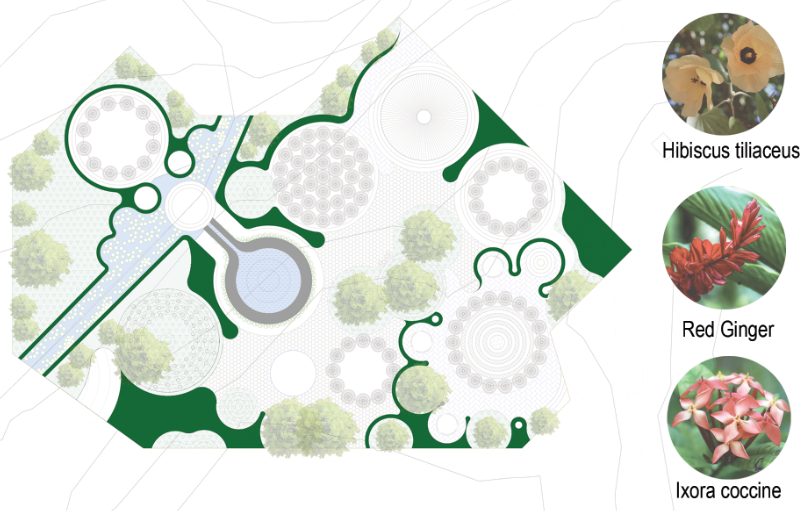 Hibiscus tiliaceus
Red Ginger
Ixora coccine